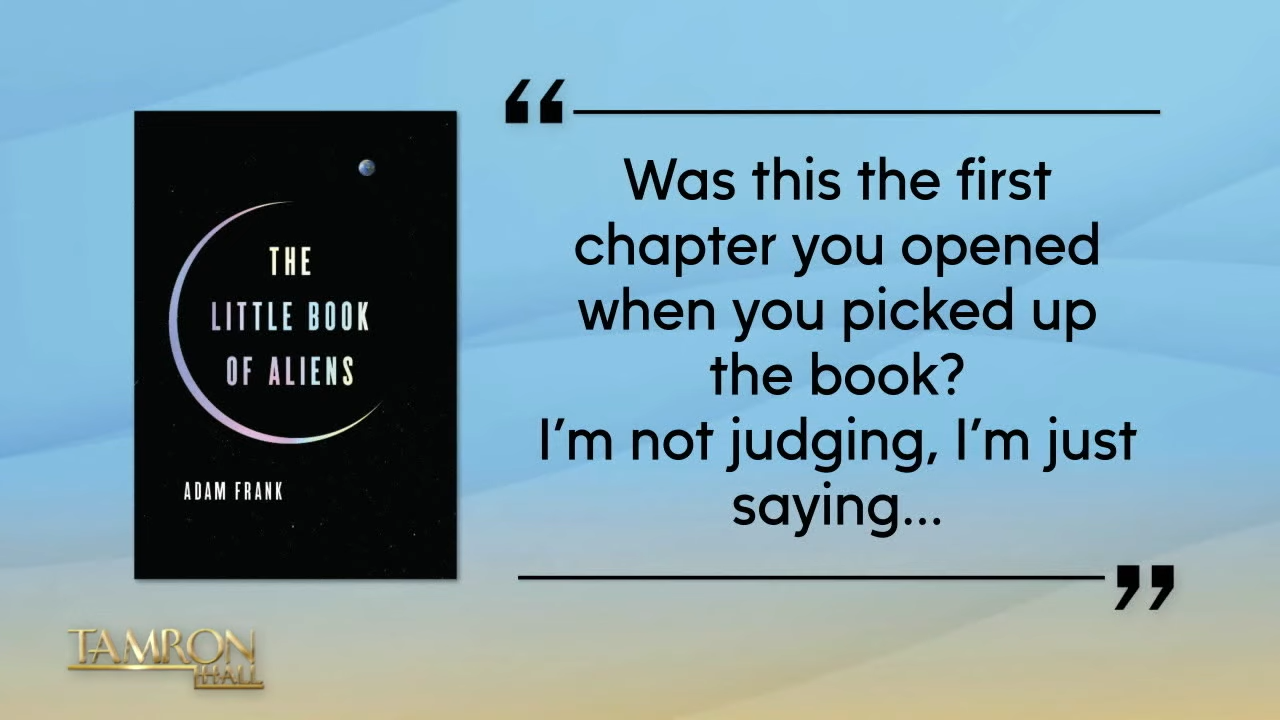 THE
LITTLE BOOK
OF ALIENS
ADAM FRANK
“
Was this the first
chapter you opened
when you picked up
the book?
I’m not judging, I’m just
saying...
”
TAMRON
HALL